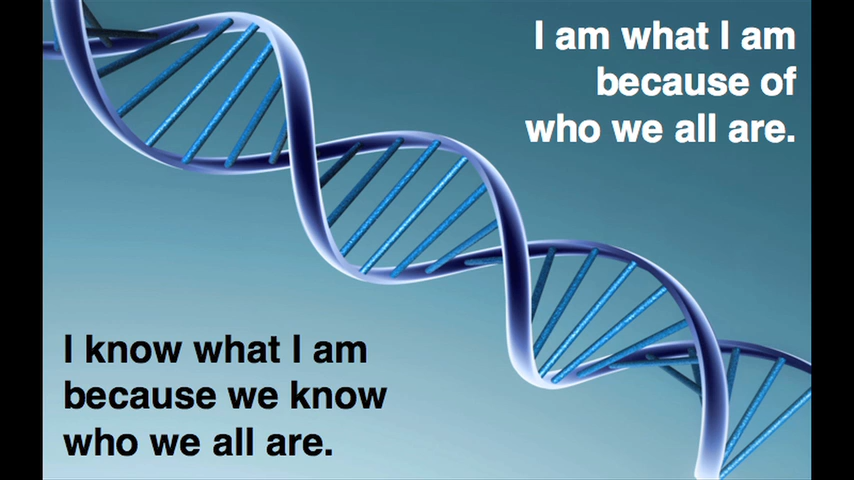 I am what I am
because of
who we all are.
I know what I am
because we know
who we all are.